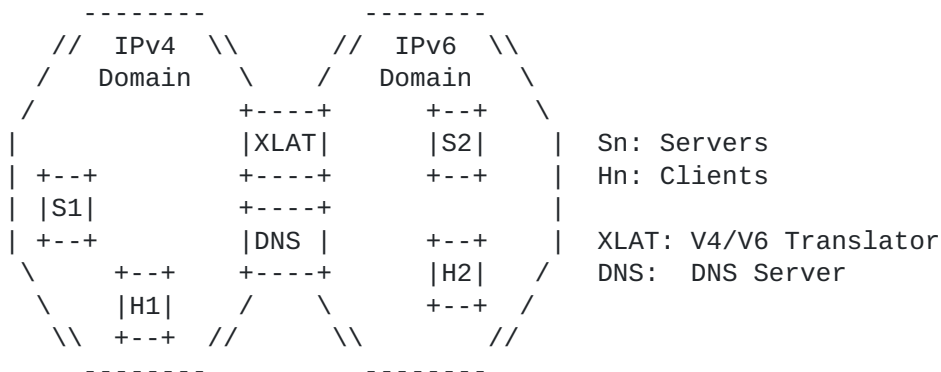 --------          --------
//  IPv4  \\      //  IPv6  \\
/   Domain   \    /   Domain   \
/             +----+      +--+    \
|              |XLAT|      |S2|     |  Sn: Servers
| +--+         +----+      +--+     |  Hn: Clients
| |S1|         +----+               |
| +--+         |DNS |      +--+     |  XLAT: V4/V6 Translator
\     +--+    +----+      |H2|    /   DNS:  DNS Server
\    |H1|    /    \      +--+   /
\\  +--+  //      \\        //
--------          --------